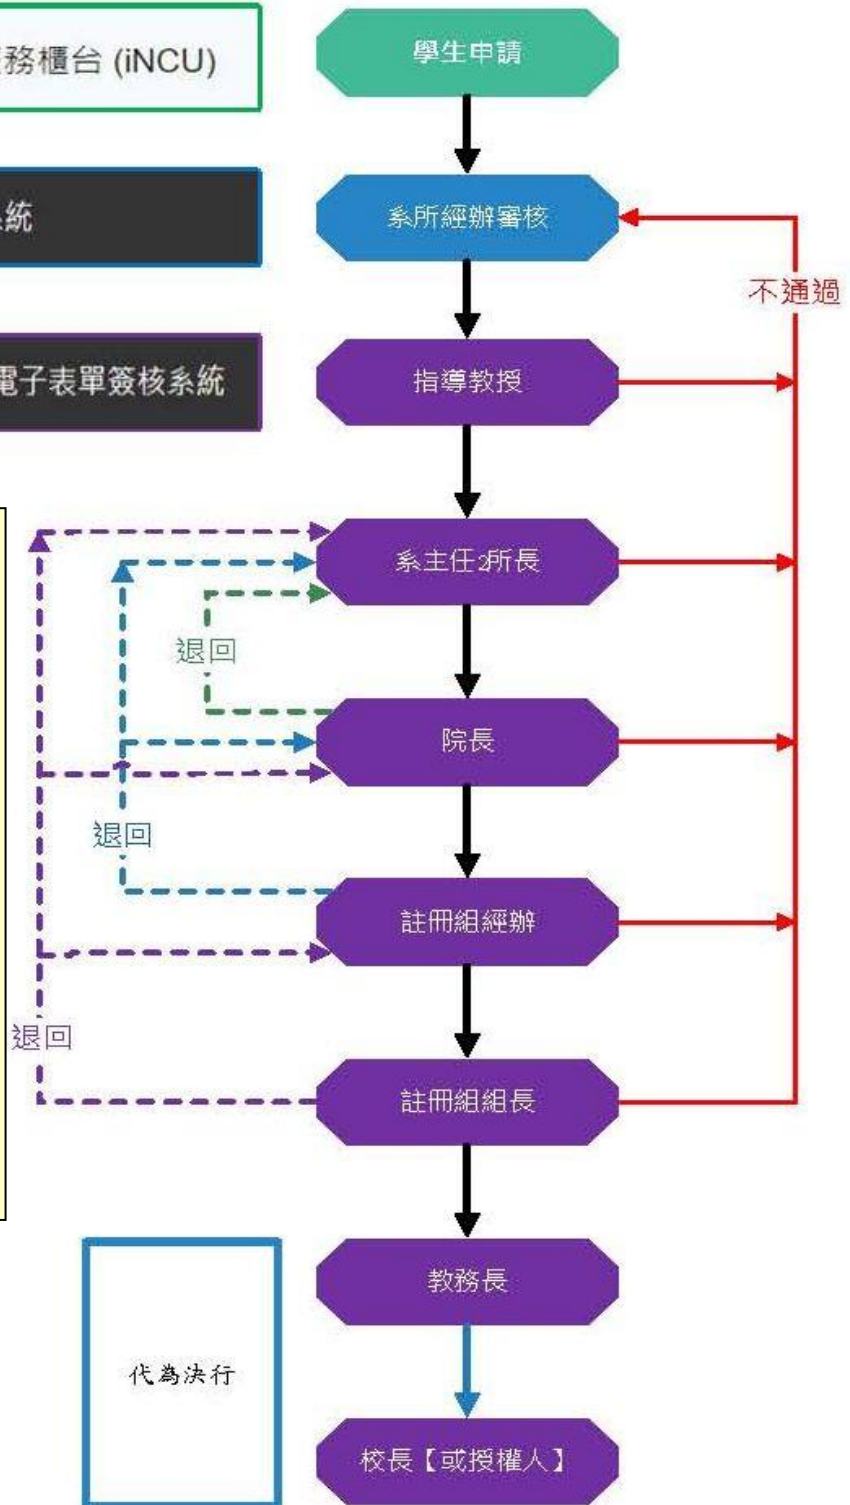 務櫃台 (iNCU)
學生申請
統
系所經辦審核
不通過
電子表單簽核系統
指導教授
系主任2所長
退回
院長
退回
註冊組經辦
退回
註冊組組長
教務長
代為決行
校長【或授權人】